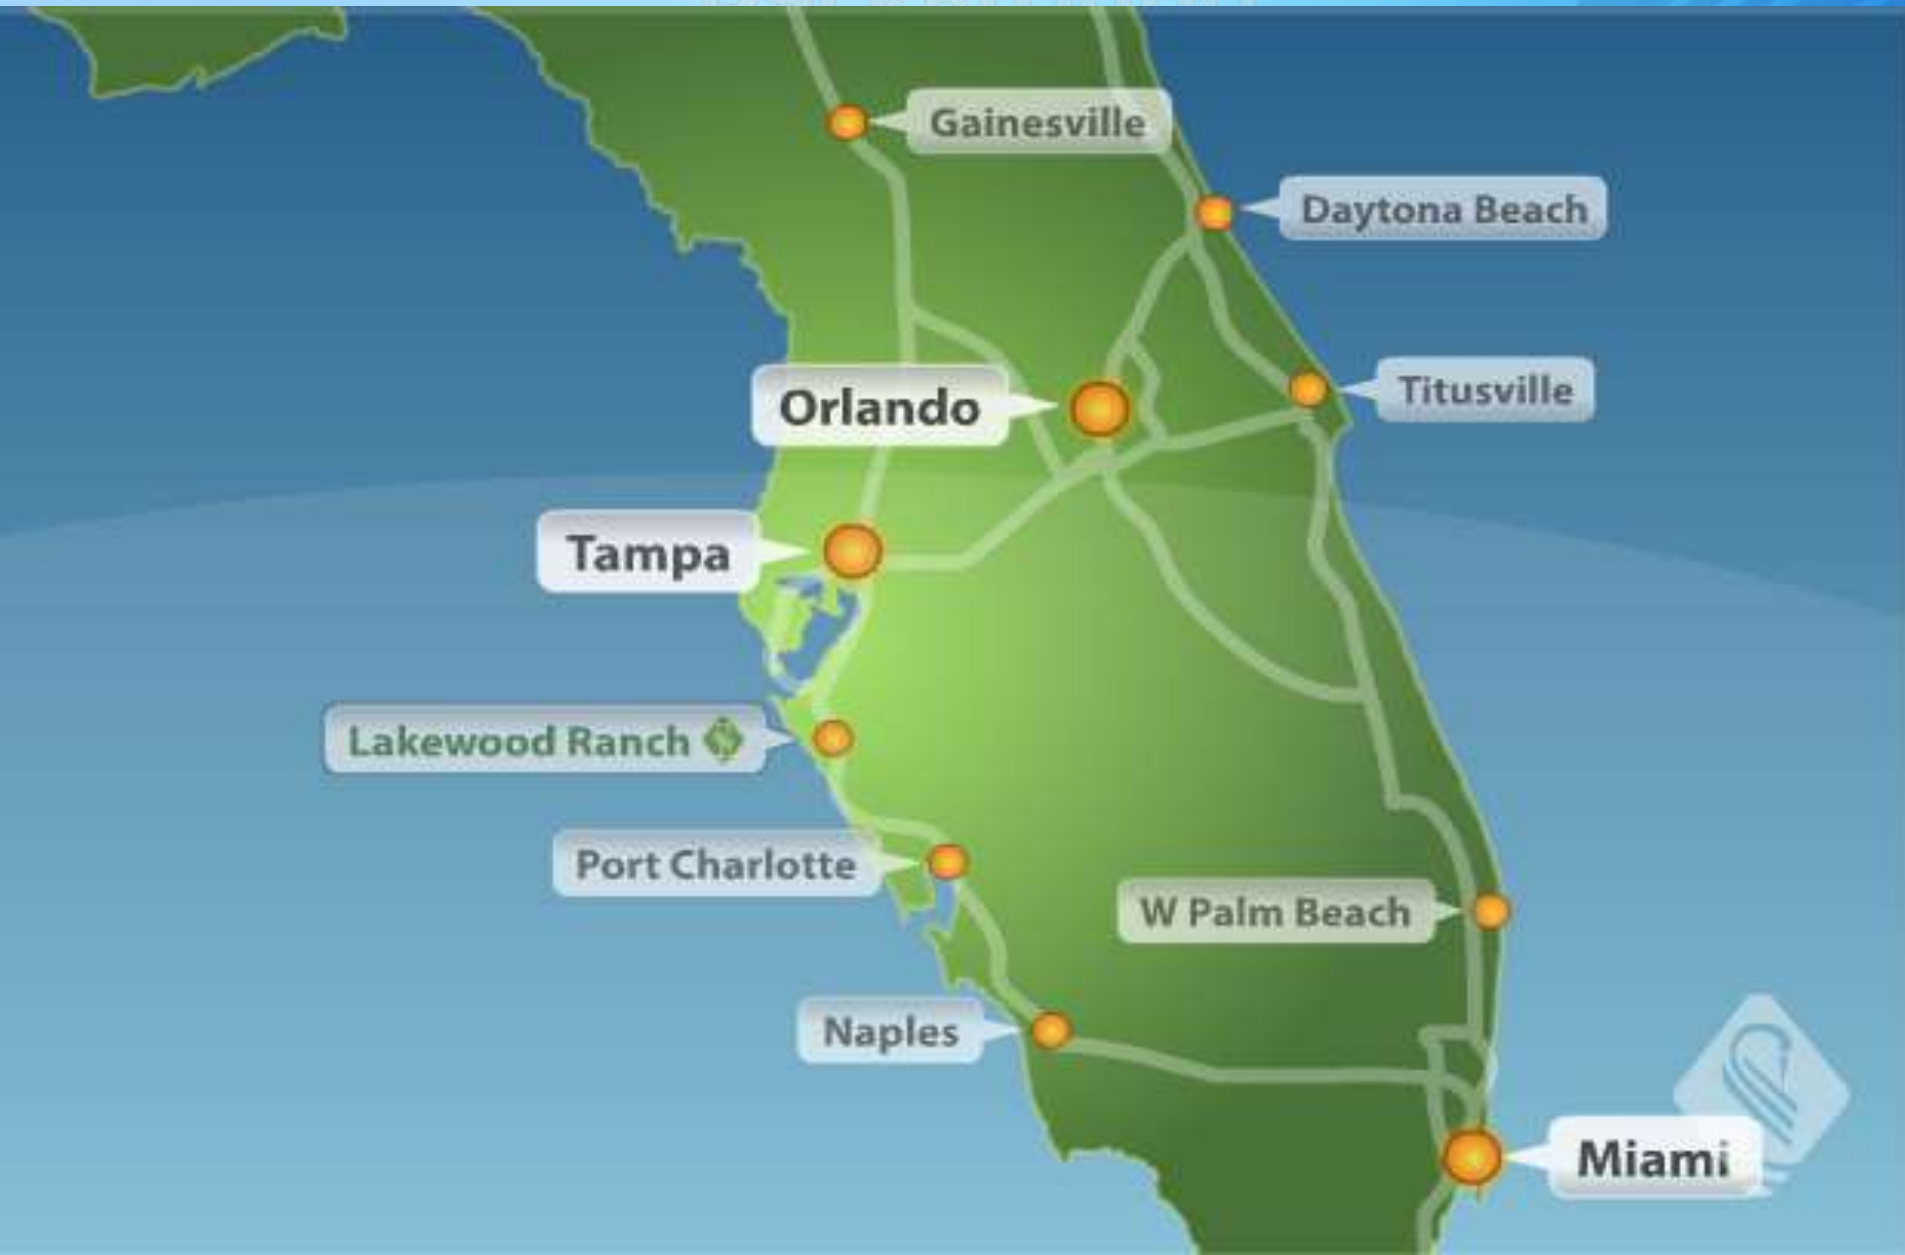 Gainesville
Daytona Beach
Titusville
Orlando
Tampa
Lakewood Ranch
Port Charlotte
W Palm Beach
Naples
Miami